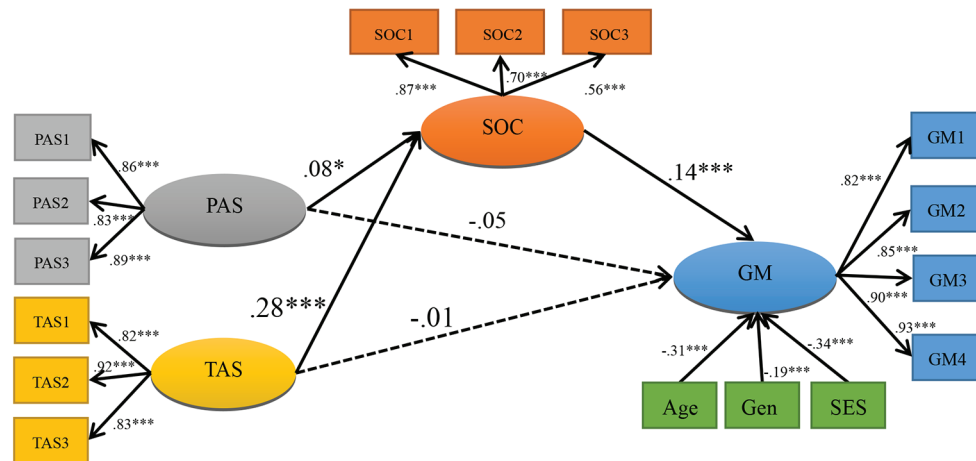 SOC1
SOC2
SOC3
.87***
.70***
.56***
SOC
PAS1
PAS2
PAS3
.86***
.83***
.89***
PAS
.08*
.14***
-.05
GM
GM1
GM2
GM3
GM4
.82***
.85***
.90***
.93***
TAS1
TAS2
TAS3
.82***
.92***
.83***
TAS
.28***
-.01
-.31***
-.19***
-.34***
Age
Gen
SES